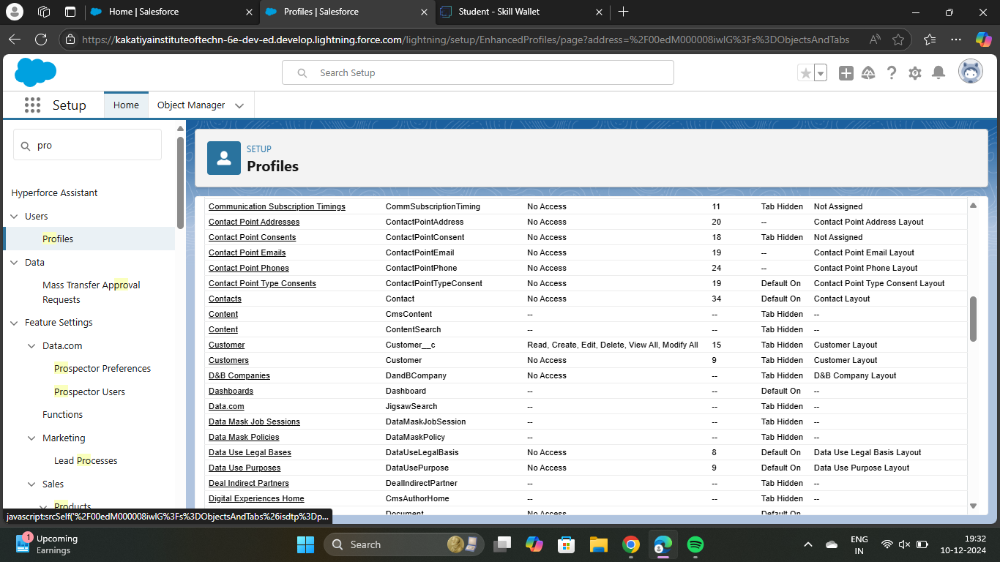 Home | Salesforce
Profiles | Salesforce
Student - Skill Wallet
https://kakatiyainstituteoftechn-6e-dev-ed.develop.lightning.force.com/lightning/setup/EnhancedProfiles/page?address=%2F00edM000008iwlG%3Fs%3DObjectsAndTabs
Search Setup
Setup
Home
Object Manager
pro
Hyperforce Assistant
Users
Profiles
Data
Mass Transfer Approval
Requests
Feature Settings
Data.com
Prospector Preferences
Prospector Users
Functions
Marketing
Lead Processes
Sales
Products
SETUP
Profiles
Communication Subscription Timings CommSubscriptionTiming No Access 11 Tab Hidden Not Assigned
Contact Point Addresses ContactPointAddress No Access 20 -- Contact Point Address Layout
Contact Point Consents ContactPointConsent No Access 18 Tab Hidden Not Assigned
Contact Point Emails ContactPointEmail No Access 19 -- Contact Point Email Layout
Contact Point Phones ContactPointPhone No Access 24 -- Contact Point Phone Layout
Contact Point Type Consents ContactPointTypeConsent No Access 19 Default On Contact Point Type Consent Layout
Contacts Contact No Access 34 Default On Contact Layout
Content CmsContent -- -- Tab Hidden --
Content ContentSearch -- -- Tab Hidden --
Customer Customer__c Read, Create, Edit, Delete, View All, Modify All 15 Tab Hidden Customer Layout
Customers Customer No Access 9 Tab Hidden Customer Layout
D&B Companies DandBCompany No Access -- Tab Hidden D&B Company Layout
Dashboards Dashboard -- -- Default On --
Data.com JigsawSearch -- -- Tab Hidden --
Data Mask Job Sessions DataMaskJobSession -- -- Tab Hidden --
Data Mask Policies DataMaskPolicy -- -- Tab Hidden --
Data Use Legal Bases DataUseLegalBasis No Access 8 Default On Data Use Legal Basis Layout
Data Use Purposes DataUsePurpose No Access 9 Default On Data Use Purpose Layout
Deal Indirect Partners DealIndirectPartner -- -- Tab Hidden --
Digital Experiences Home CmsAuthorHome -- -- Tab Hidden --
Document Default On
javascript:srcSelf('%2F00edM000008iwlG%3Fs%3DObjectsAndTabs%26isdtp%3Dp...
1
Upcoming
Earnings
Search
ENG
IN
19:32
10-12-2024